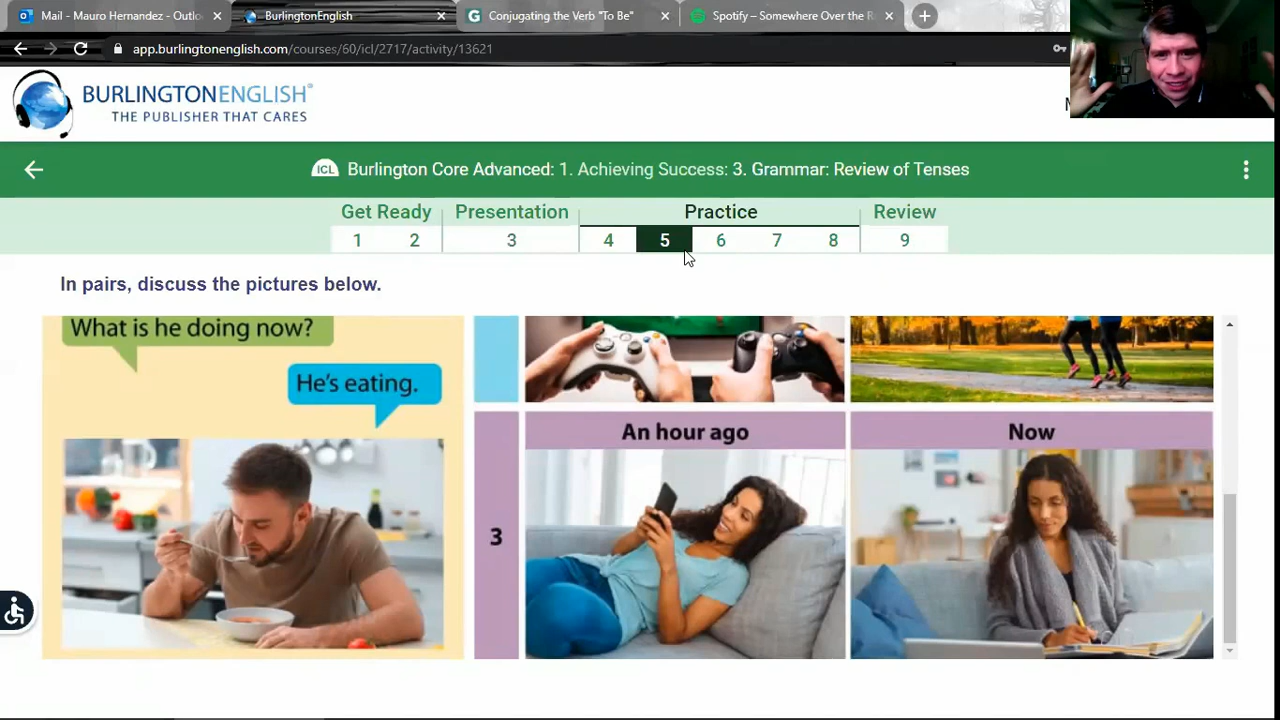 Mail - Mauro Hernandez - Outlo
BurlingtonEnglish
Conjugating the Verb "To Be"
Spotify – Somewhere Over the R
app.burlingtonenglish.com/courses/60/icl/2717/activity/13621
BURLINGTONENGLISH®
THE PUBLISHER THAT CARES
ICL Burlington Core Advanced: 1. Achieving Success: 3. Grammar: Review of Tenses
Get Ready Presentation Practice Review
1 2 3 4 5 6 7 8 9
In pairs, discuss the pictures below.
What is he doing now?
He's eating.
An hour ago Now
3